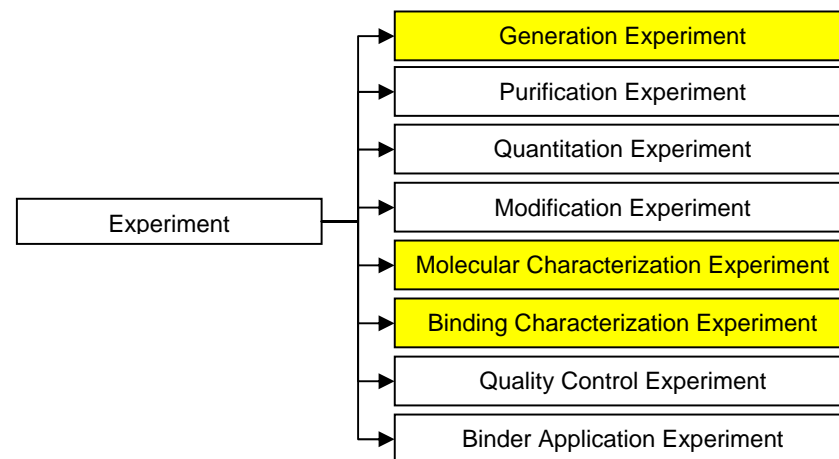 Generation Experiment
Purification Experiment
Quantitation Experiment
Modification Experiment
Experiment
Molecular Characterization Experiment
Binding Characterization Experiment
Quality Control Experiment
Binder Application Experiment